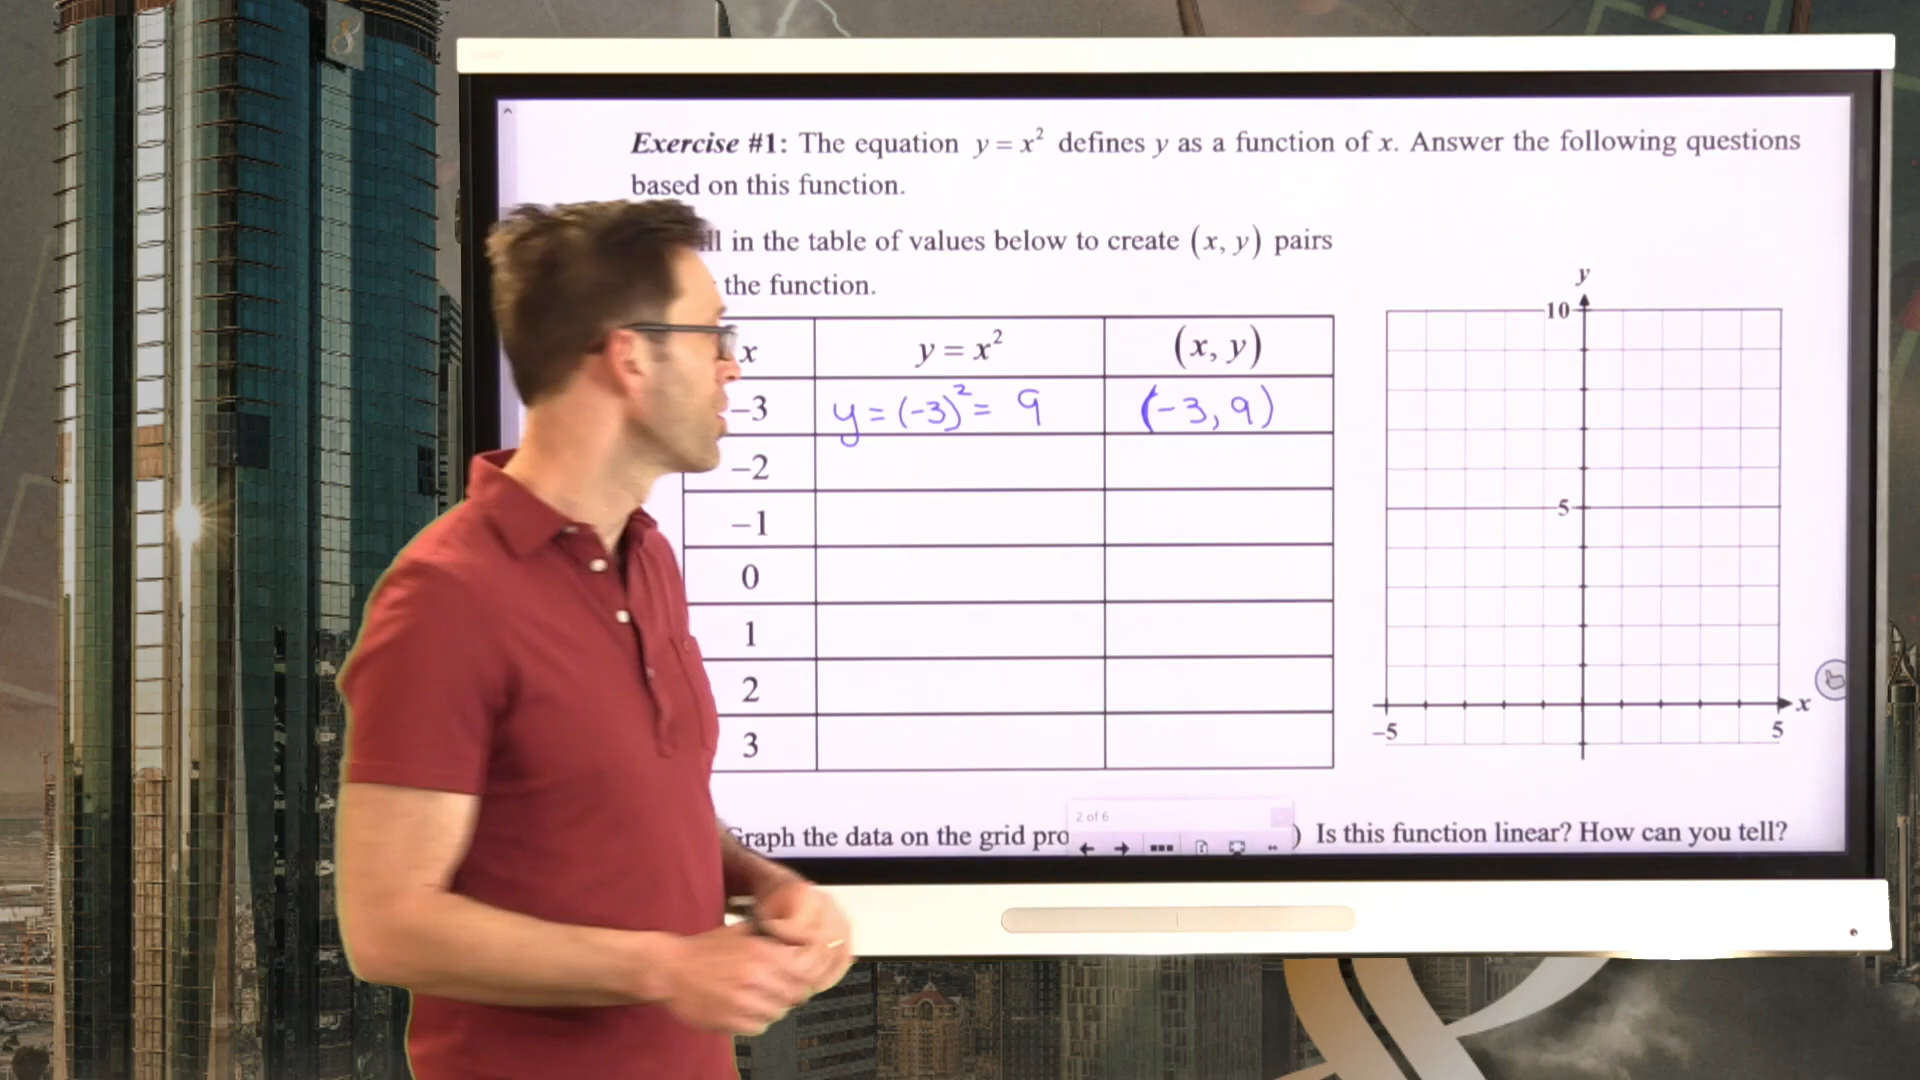 Exercise #1: The equation y = x² defines y as a function of x. Answer the following questions
based on this function.
in the table of values below to create (x, y) pairs
the function.
x y = x² (x, y)
–3 y = (-3)² = 9 (-3, 9)
–2
–1
0
1
2
3
y
10
5
–5 5 x
2 of 6
Graph the data on the grid ) Is this function linear? How can you tell?